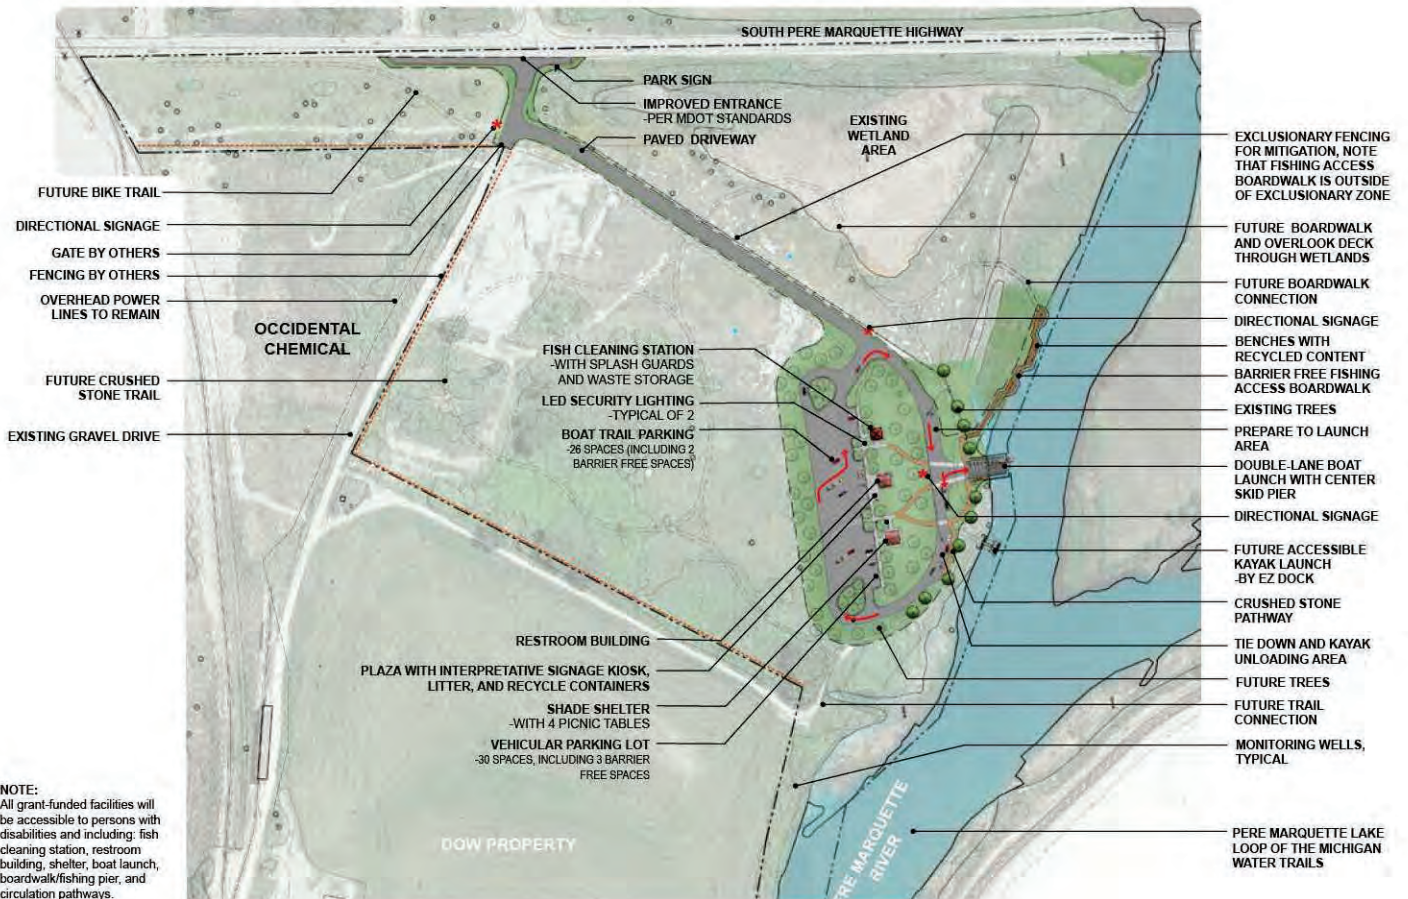 SOUTH PERE MARQUETTE HIGHWAY
PARK SIGN
IMPROVED ENTRANCE
-PER MDOT STANDARDS
PAVED DRIVEWAY
EXISTING
WETLAND
AREA
FUTURE BIKE TRAIL
DIRECTIONAL SIGNAGE
GATE BY OTHERS
FENCING BY OTHERS
OVERHEAD POWER
LINES TO REMAIN
OCCIDENTAL
CHEMICAL
FUTURE CRUSHED
STONE TRAIL
EXISTING GRAVEL DRIVE
FISH CLEANING STATION
-WITH SPLASH GUARDS
AND WASTE STORAGE
LED SECURITY LIGHTING
-TYPICAL OF 2
BOAT TRAIL PARKING
-26 SPACES (INCLUDING 2
BARRIER FREE SPACES)
RESTROOM BUILDING
PLAZA WITH INTERPRETATIVE SIGNAGE KIOSK,
LITTER, AND RECYCLE CONTAINERS
SHADE SHELTER
-WITH 4 PICNIC TABLES
VEHICULAR PARKING LOT
-30 SPACES, INCLUDING 3 BARRIER
FREE SPACES
EXCLUSIONARY FENCING
FOR MITIGATION, NOTE
THAT FISHING ACCESS
BOARDWALK IS OUTSIDE
OF EXCLUSIONARY ZONE
FUTURE BOARDWALK
AND OVERLOOK DECK
THROUGH WETLANDS
FUTURE BOARDWALK
CONNECTION
DIRECTIONAL SIGNAGE
BENCHES WITH
RECYCLED CONTENT
BARRIER FREE FISHING
ACCESS BOARDWALK
EXISTING TREES
PREPARE TO LAUNCH
AREA
DOUBLE-LANE BOAT
LAUNCH WITH CENTER
SKID PIER
DIRECTIONAL SIGNAGE
FUTURE ACCESSIBLE
KAYAK LAUNCH
-BY EZ DOCK
CRUSHED STONE
PATHWAY
TIE DOWN AND KAYAK
UNLOADING AREA
FUTURE TREES
FUTURE TRAIL
CONNECTION
MONITORING WELLS,
TYPICAL
PERE MARQUETTE LAKE
LOOP OF THE MICHIGAN
WATER TRAILS
NOTE:
All grant-funded facilities will
be accessible to persons with
disabilities and including: fish
cleaning station, restroom
building, shelter, boat launch,
boardwalk/fishing pier, and
circulation pathways.
DOW PROPERTY
MARQUETTE
RIVER